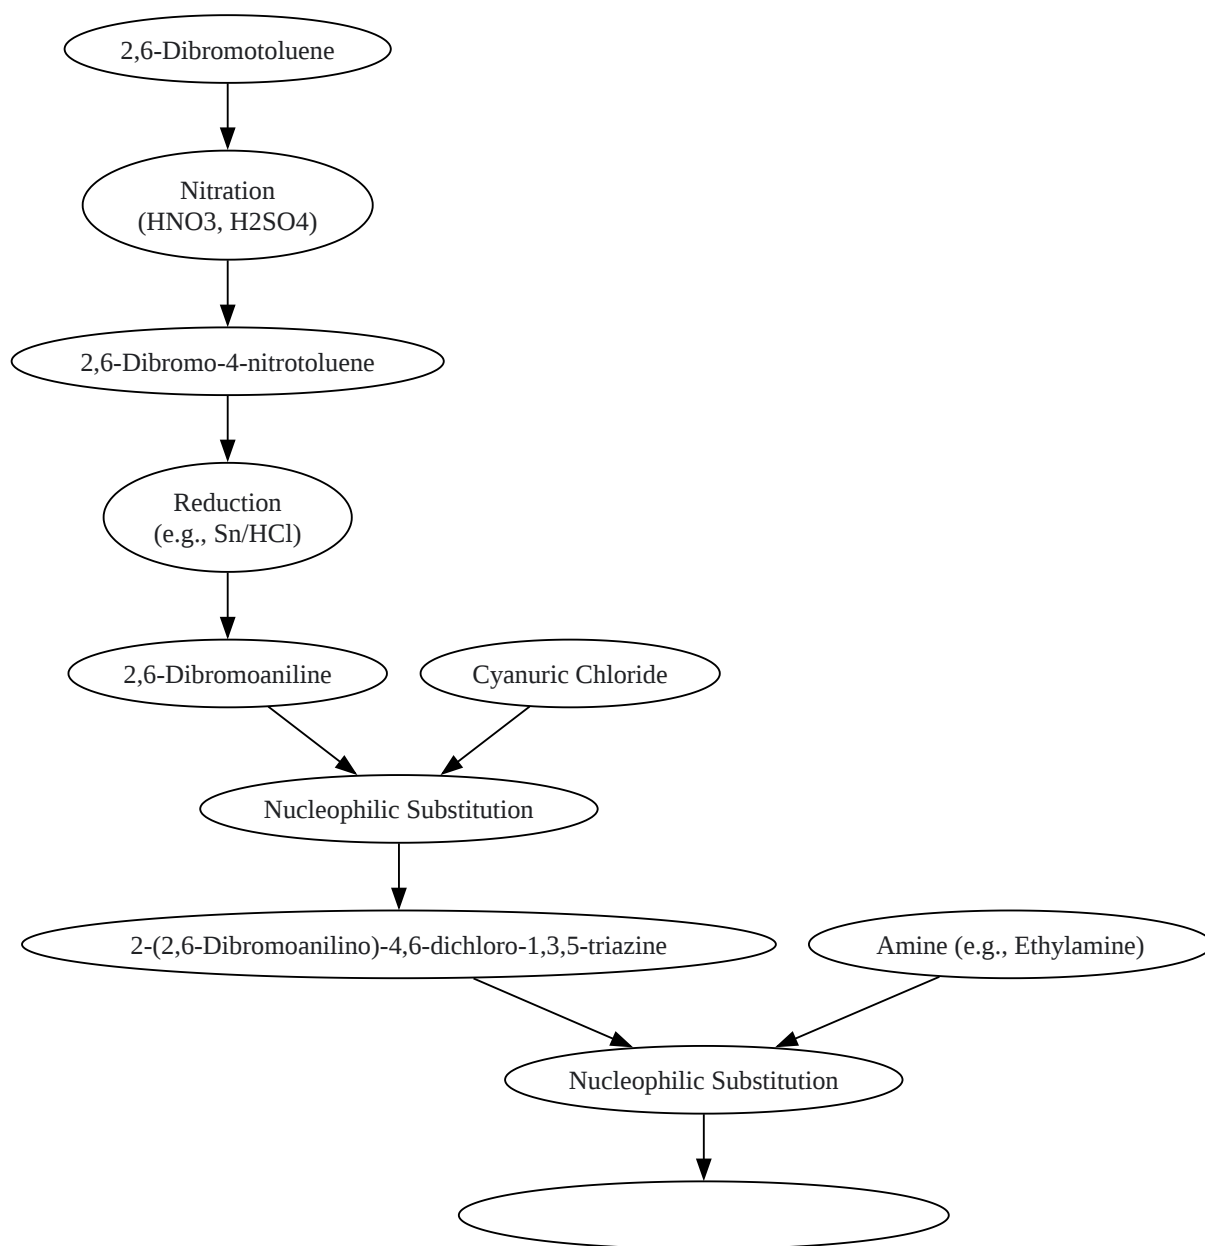 2,6-Dibromotoluene
Nitration
(HNO3, H2SO4)
2,6-Dibromo-4-nitrotoluene
Reduction
(e.g., Sn/HCl)
2,6-Dibromoaniline
Cyanuric Chloride
Nucleophilic Substitution
2-(2,6-Dibromoanilino)-4,6-dichloro-1,3,5-triazine
Amine (e.g., Ethylamine)
Nucleophilic Substitution